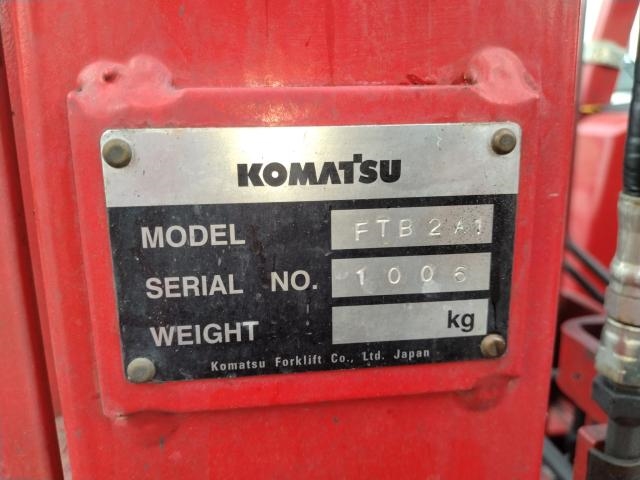 KOMATSU
MODEL FTB2A1
SERIAL NO. 1006
WEIGHT kg
Komatsu Forklift Co., Ltd. Japan